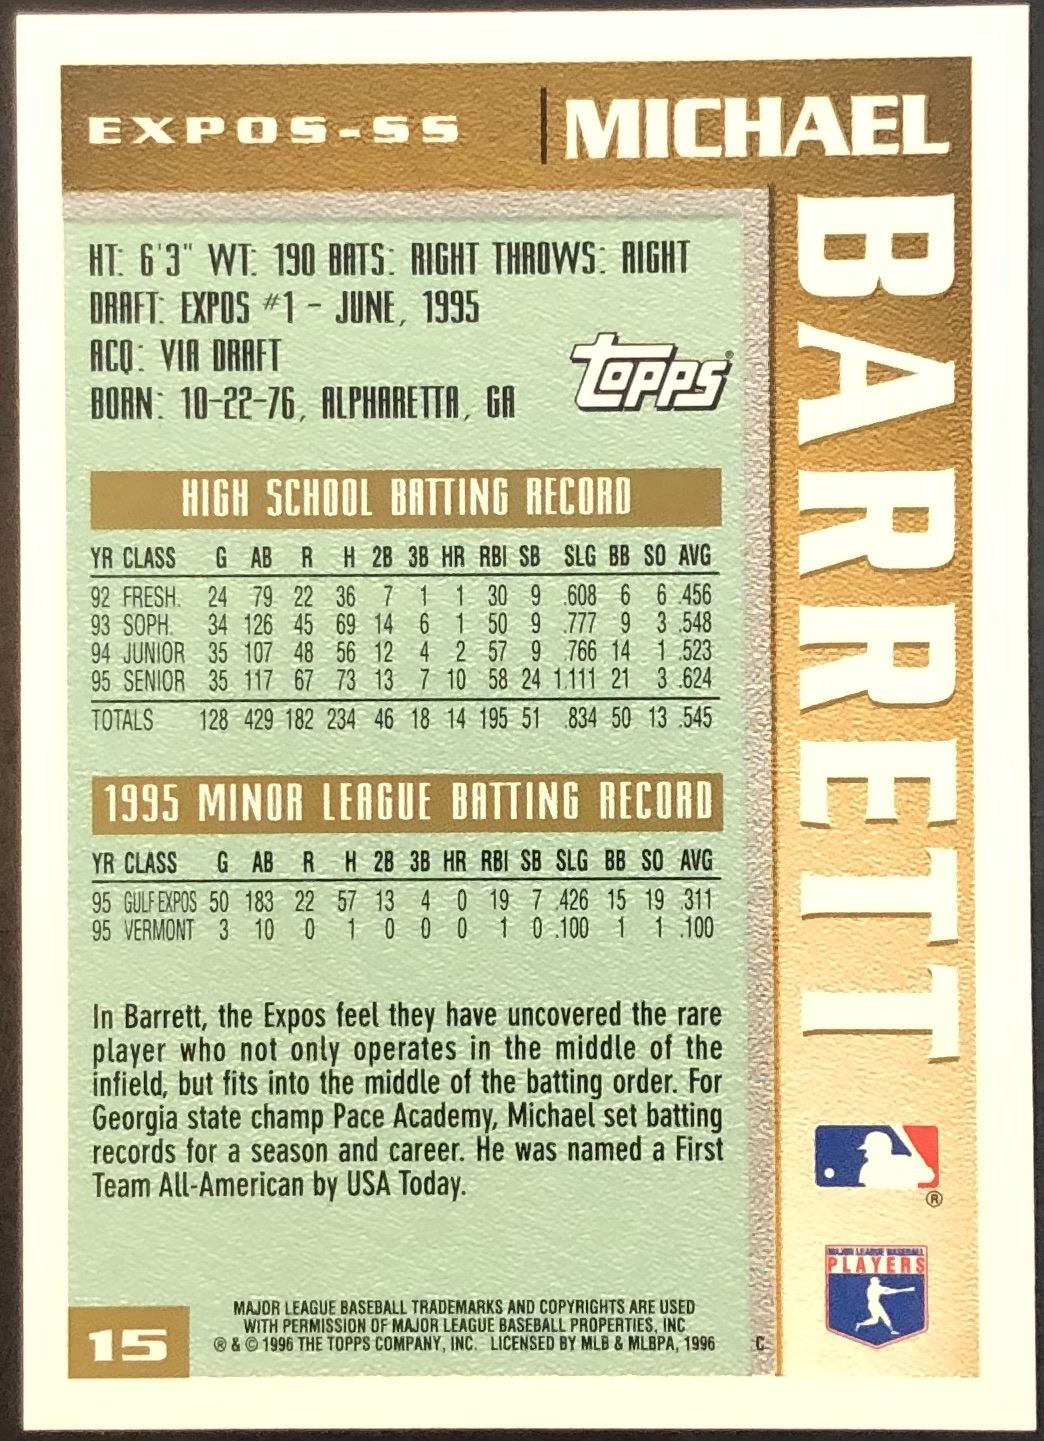 EXPOS-SS
MICHAEL
BARRETT
HT: 6'3" WT: 190 BATS: RIGHT THROWS: RIGHT
DRAFT: EXPOS #1 - JUNE, 1995
ACQ: VIA DRAFT
BORN: 10-22-76, ALPHARETTA, GA
Topps®
HIGH SCHOOL BATTING RECORD
YR CLASS G AB R H 2B 3B HR RBI SB SLG BB SO AVG
92 FRESH. 24 79 22 36 7 1 1 30 9 .608 6 6 .456
93 SOPH. 34 126 45 69 14 6 1 50 9 .777 9 3 .548
94 JUNIOR 35 107 48 56 12 4 2 57 9 .766 14 1 .523
95 SENIOR 35 117 67 73 13 7 10 58 24 1.111 21 3 .624
TOTALS 128 429 182 234 46 18 14 195 51 .834 50 13 .545
1995 MINOR LEAGUE BATTING RECORD
YR CLASS G AB R H 2B 3B HR RBI SB SLG BB SO AVG
95 GULF EXPOS 50 183 22 57 13 4 0 19 7 .426 15 19 .311
95 VERMONT 3 10 0 1 0 0 0 1 0 .100 1 1 .100
In Barrett, the Expos feel they have uncovered the rare
player who not only operates in the middle of the
infield, but fits into the middle of the batting order. For
Georgia state champ Pace Academy, Michael set batting
records for a season and career. He was named a First
Team All-American by USA Today.
®
MAJOR LEAGUE BASEBALL
PLAYERS
15
MAJOR LEAGUE BASEBALL TRADEMARKS AND COPYRIGHTS ARE USED
WITH PERMISSION OF MAJOR LEAGUE BASEBALL PROPERTIES, INC
® & © 1996 THE TOPPS COMPANY, INC. LICENSED BY MLB & MLBPA, 1996
C